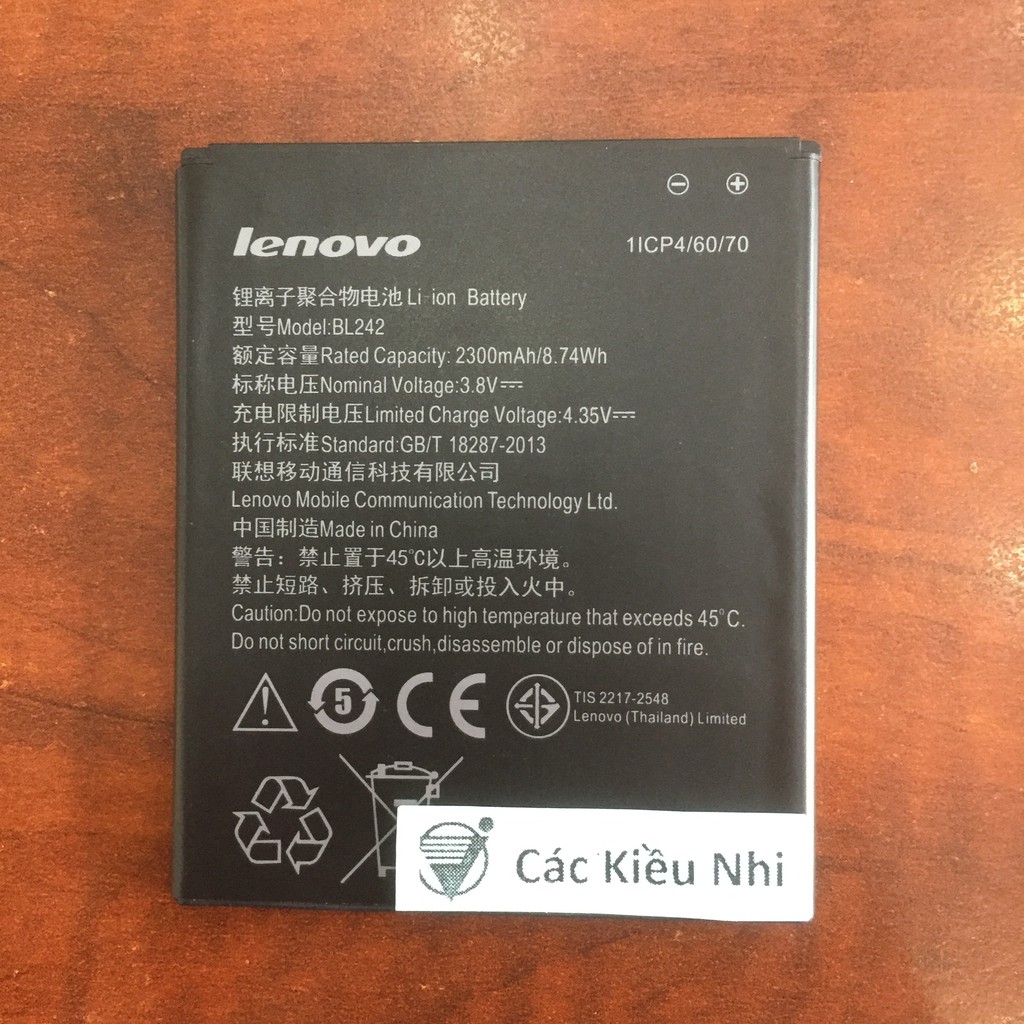 lenovo
1ICP4/60/70
锂离子聚合物电池 Li-ion Battery
型号Model:BL242
额定容量Rated Capacity: 2300mAh/8.74Wh
标称电压Nominal Voltage:3.8V⎓
充电限制电压Limited Charge Voltage:4.35V⎓
执行标准Standard:GB/T 18287-2013
联想移动通信科技有限公司
Lenovo Mobile Communication Technology Ltd.
中国制造Made in China
警告：禁止置于45℃以上高温环境。
禁止短路、挤压、拆卸或投入火中。
Caution:Do not expose to high temperature that exceeds 45°C.
Do not short circuit,crush,disassemble or dispose of in fire.
5
CE
TIS 2217-2548
Lenovo (Thailand) Limited
Các Kiều Nhi